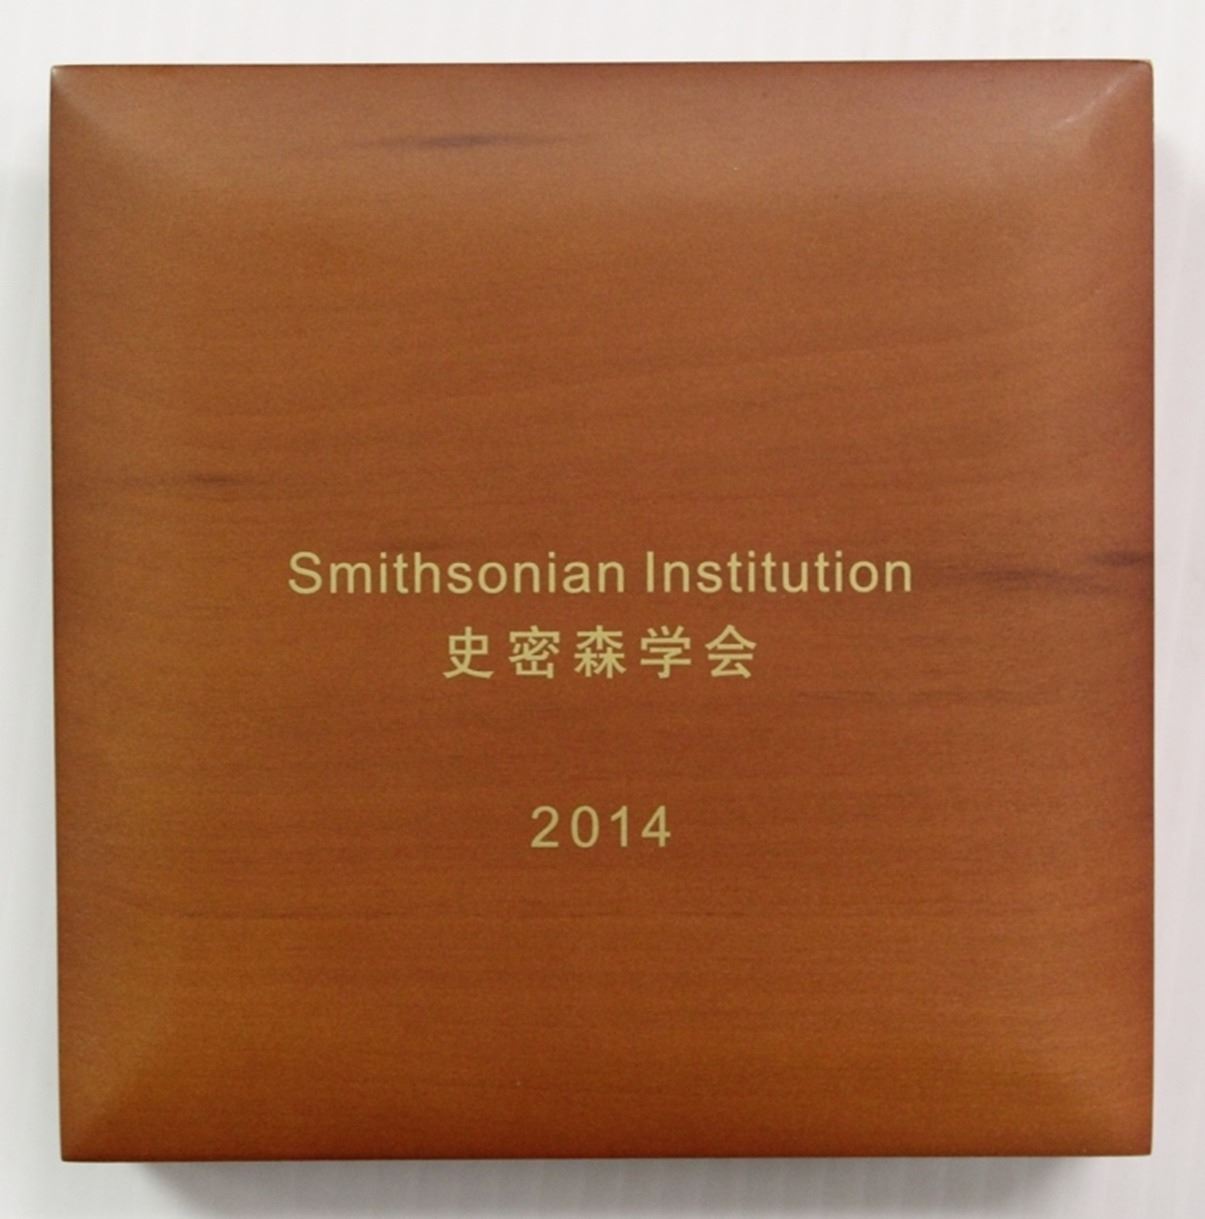 Smithsonian Institution
史密森学会
2014